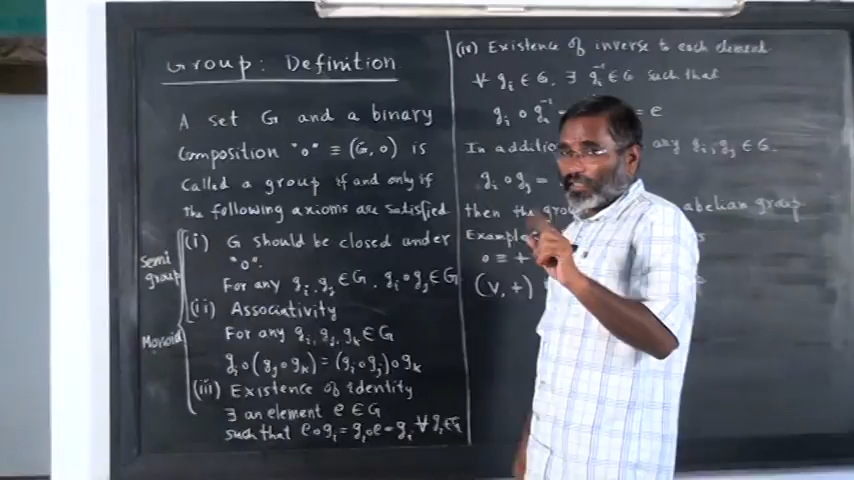 Group: Definition
A set G and a binary
Composition "o" ≡ (G, o) is
Called a group if and only if
the following axioms are satisfied
(i) G should be closed under
"o".
For any gi, gj ∈ G, gi o gj ∈ G
Semi
group
(ii) Associativity
For any gi, gj, gk ∈ G
Monoid
gi o (gj o gk) = (gi o gj) o gk
(iii) Existence of identity
∃ an element e ∈ G
such that e o gi = gi o e = gi ∀ gi ∈ G
(iv) Existence of inverse to each element
∀ gi ∈ G, ∃ gi⁻¹ ∈ G such that
gi o gi⁻¹ = e
In addition any gi, gj ∈ G.
gi o gj =
then the abelian group.
o ≡ +
(V, +)